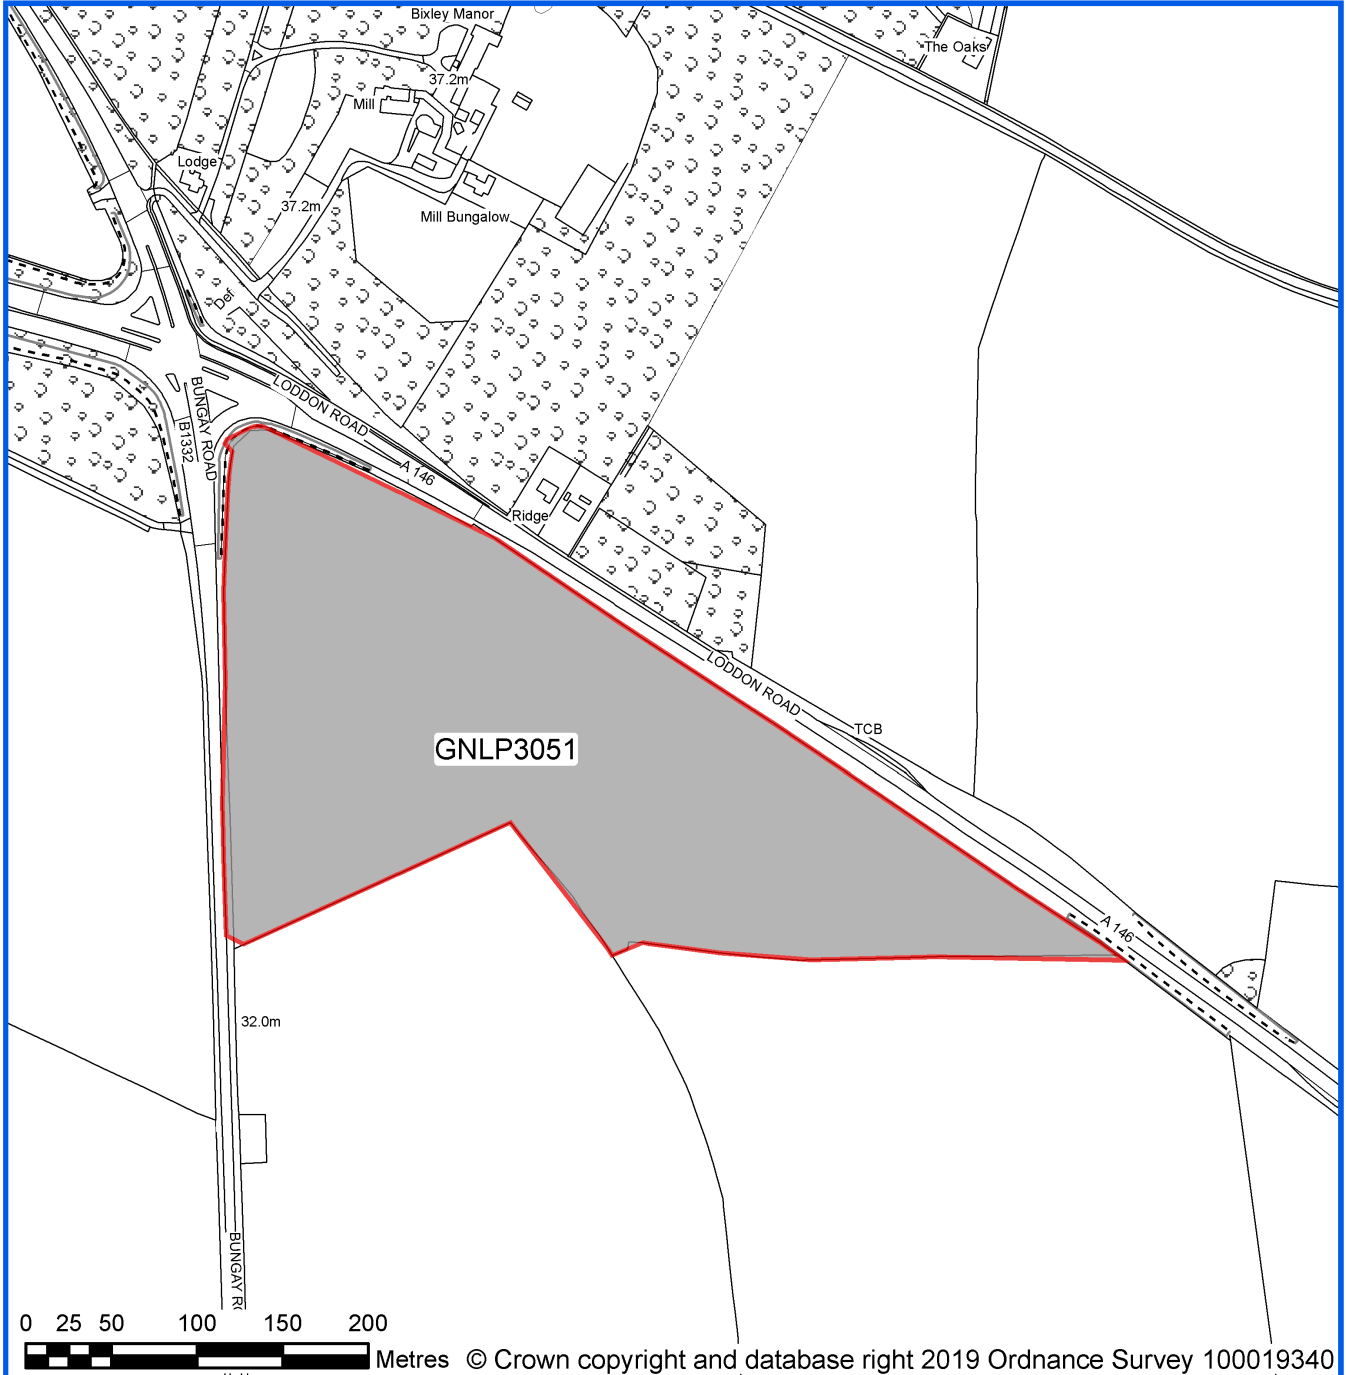 Bixley Manor
The Oaks
37.2m
Mill
Lodge
37.2m
Mill Bungalow
Def
LODDON ROAD
BUNGAY ROAD
B1332
A 146
Ridge
LODDON ROAD
TCB
GNLP3051
A 146
32.0m
0 25 50 100 150 200
Metres © Crown copyright and database right 2019 Ordnance Survey 100019340